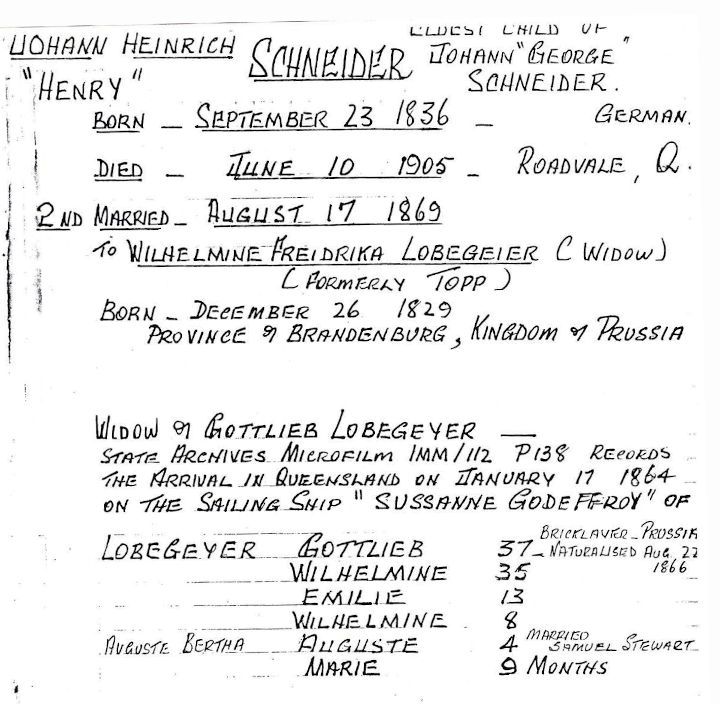 ELDEST CHILD OF
JOHANN HEINRICH SCHNEIDER JOHANN "GEORGE"
"HENRY" SCHNEIDER.
BORN - SEPTEMBER 23 1836 - GERMAN.
DIED - JUNE 10 1905 - ROADVALE, Q.
2ND MARRIED - AUGUST 17 1869
TO WILHELMINE FREIDRIKA LOBEGEIER (WIDOW)
(FORMERLY TOPP)
BORN - DECEMBER 26 1829
PROVINCE OF BRANDENBURG, KINGDOM OF PRUSSIA
WIDOW OF GOTTLIEB LOBEGEYER —
STATE ARCHIVES MICROFILM IMM/112 P138 RECORDS
THE ARRIVAL IN QUEENSLAND ON JANUARY 17 1864
ON THE SAILING SHIP "SUSSANNE GODEFFROY" OF
BRICKLAYER - PRUSSIA
LOBEGEYER GOTTLIEB 37 - NATURALISED AUG. 22
WILHELMINE 35 1866
EMILIE 13
WILHELMINE 8
AUGUSTE BERTHA AUGUSTE 4 MARRIED SAMUEL STEWART
MARIE 9 MONTHS